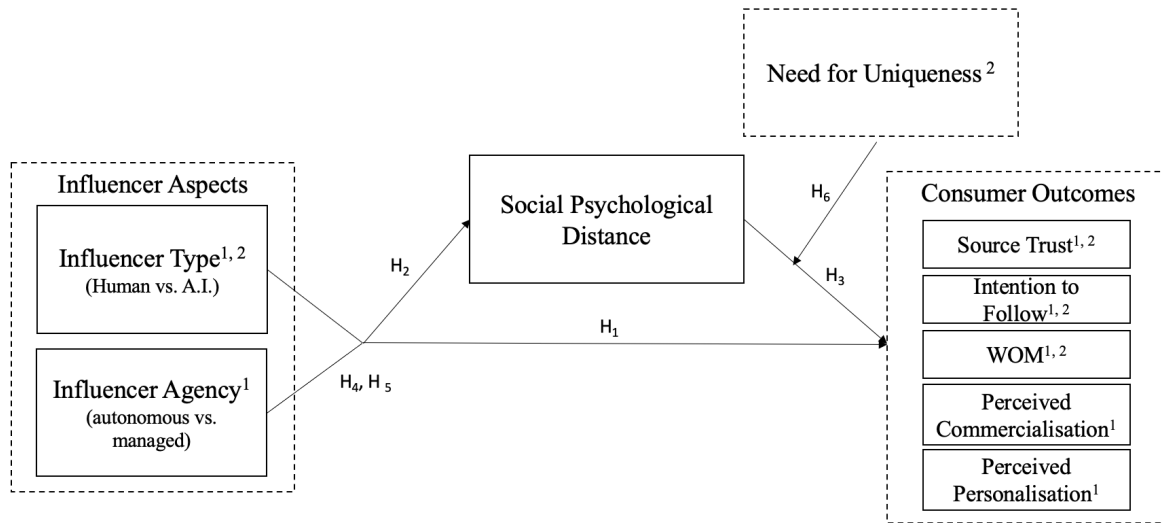 Need for Uniqueness ²
Influencer Aspects
Influencer Type¹, ²
(Human vs. A.I.)
Influencer Agency¹
(autonomous vs.
managed)
H₂
H₄, H ₅
Social Psychological
Distance
H₁
H₆
H₃
Consumer Outcomes
Source Trust¹, ²
Intention to
Follow¹, ²
WOM¹, ²
Perceived
Commercialisation¹
Perceived
Personalisation¹